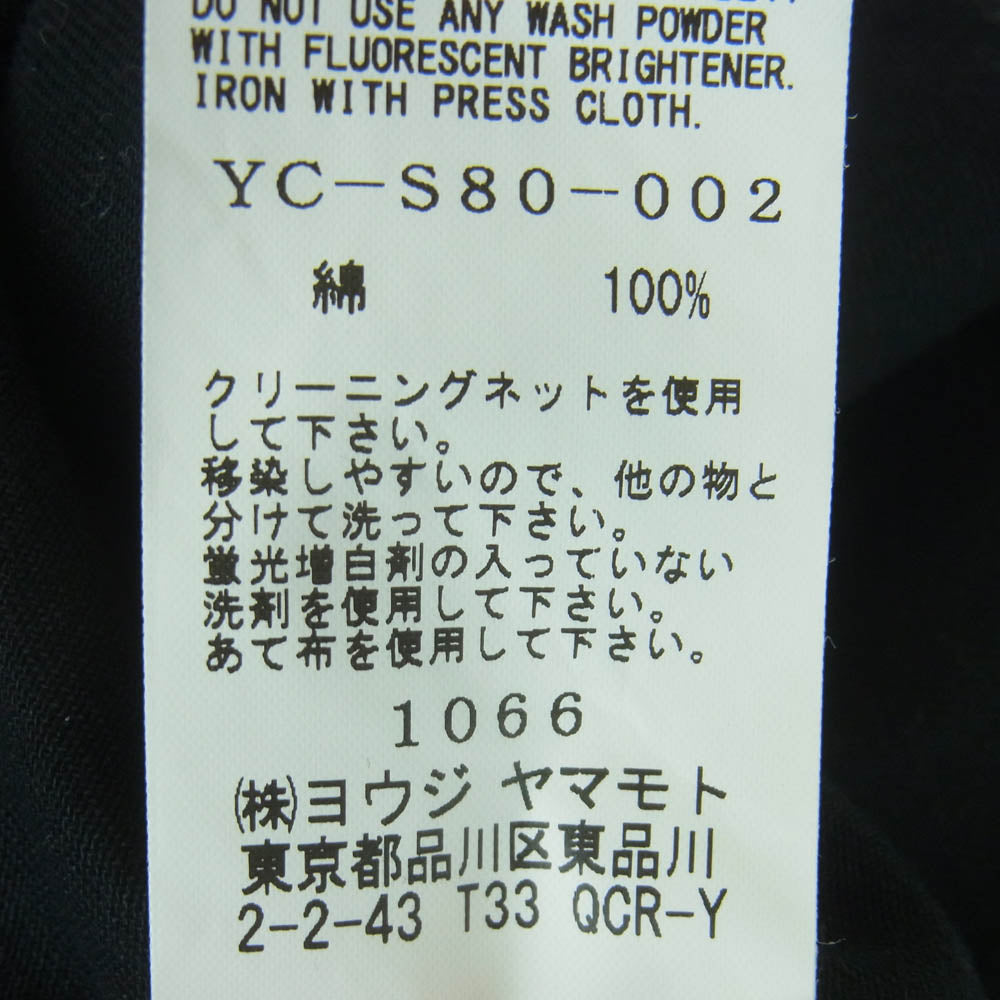 DO NOT USE ANY WASH POWDER
WITH FLUORESCENT BRIGHTENER.
IRON WITH PRESS CLOTH.
YC-S80-002
綿 100%
クリーニングネットを使用
して下さい。
移染しやすいので、他の物と
分けて洗って下さい。
蛍光増白剤の入っていない
洗剤を使用して下さい。
あて布を使用して下さい。
1066
(株)ヨウジ ヤマモト
東京都品川区東品川
2-2-43 T33 QCR-Y